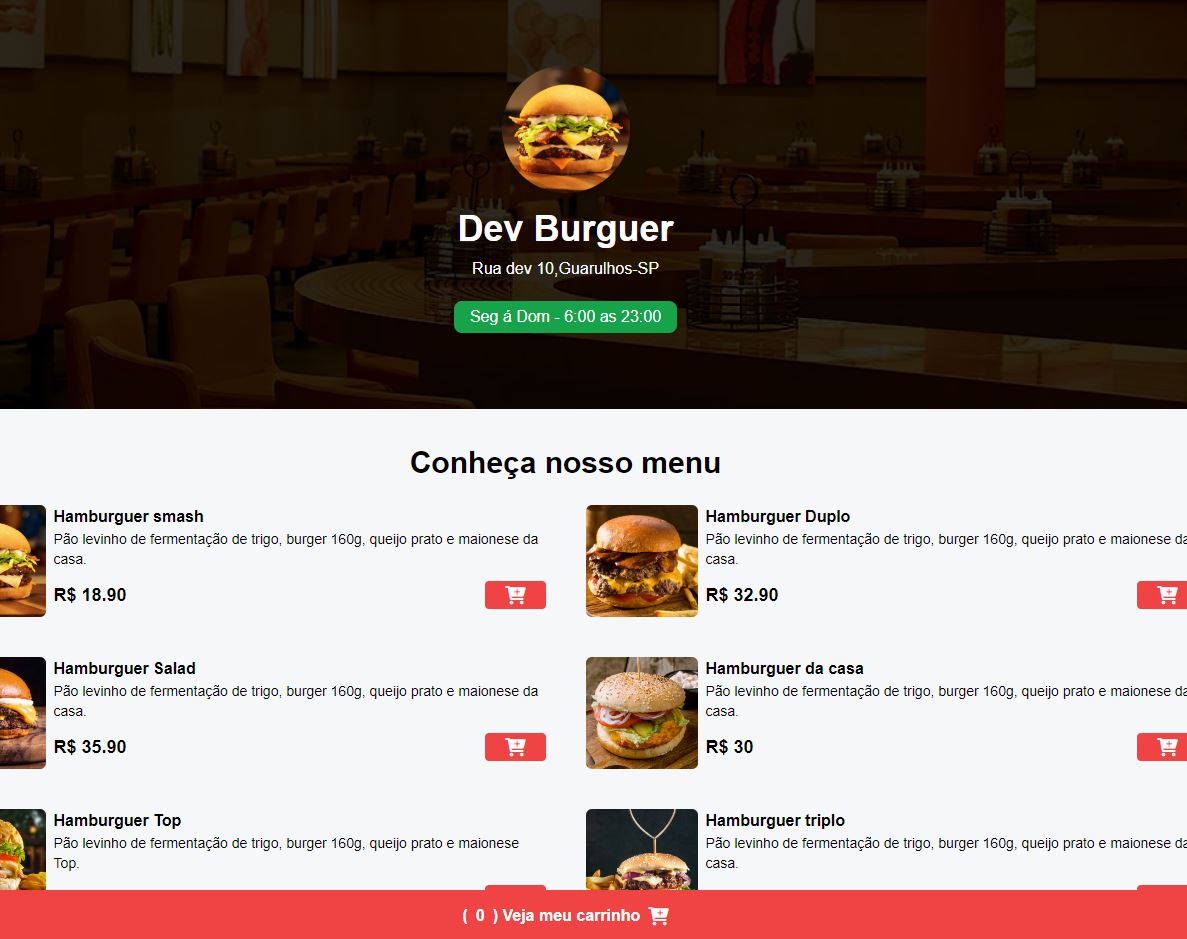 Dev Burguer
Rua dev 10,Guarulhos-SP
Seg á Dom - 6:00 as 23:00
Conheça nosso menu
Hamburguer smash
Pão levinho de fermentação de trigo, burger 160g, queijo prato e maionese da
casa.
R$ 18.90
Hamburguer Duplo
Pão levinho de fermentação de trigo, burger 160g, queijo prato e maionese da
casa.
R$ 32.90
Hamburguer Salad
Pão levinho de fermentação de trigo, burger 160g, queijo prato e maionese da
casa.
R$ 35.90
Hamburguer da casa
Pão levinho de fermentação de trigo, burger 160g, queijo prato e maionese da
casa.
R$ 30
Hamburguer Top
Pão levinho de fermentação de trigo, burger 160g, queijo prato e maionese
Top.
Hamburguer triplo
Pão levinho de fermentação de trigo, burger 160g, queijo prato e maionese da
casa.
( 0 ) Veja meu carrinho